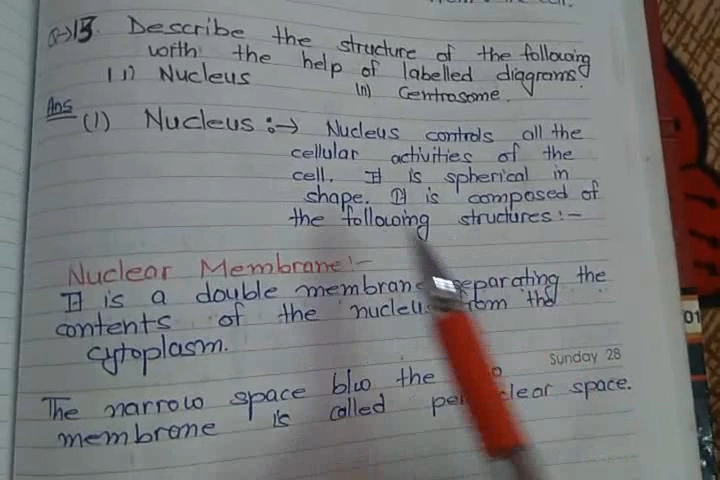 Q→13. Describe the structure of the following
with the help of labelled diagrams.
(i) Nucleus (ii) Centrosome.
Ans (1) Nucleus :→ Nucleus controls all the
cellular activities of the
cell. It is spherical in
shape. It is composed of
the following structures:-
Nuclear Membrane:-
It is a double membrane separating the
contents of the nucleus from the
cytoplasm.
Sunday 28
The narrow space b/w the
membrane is called space.
01